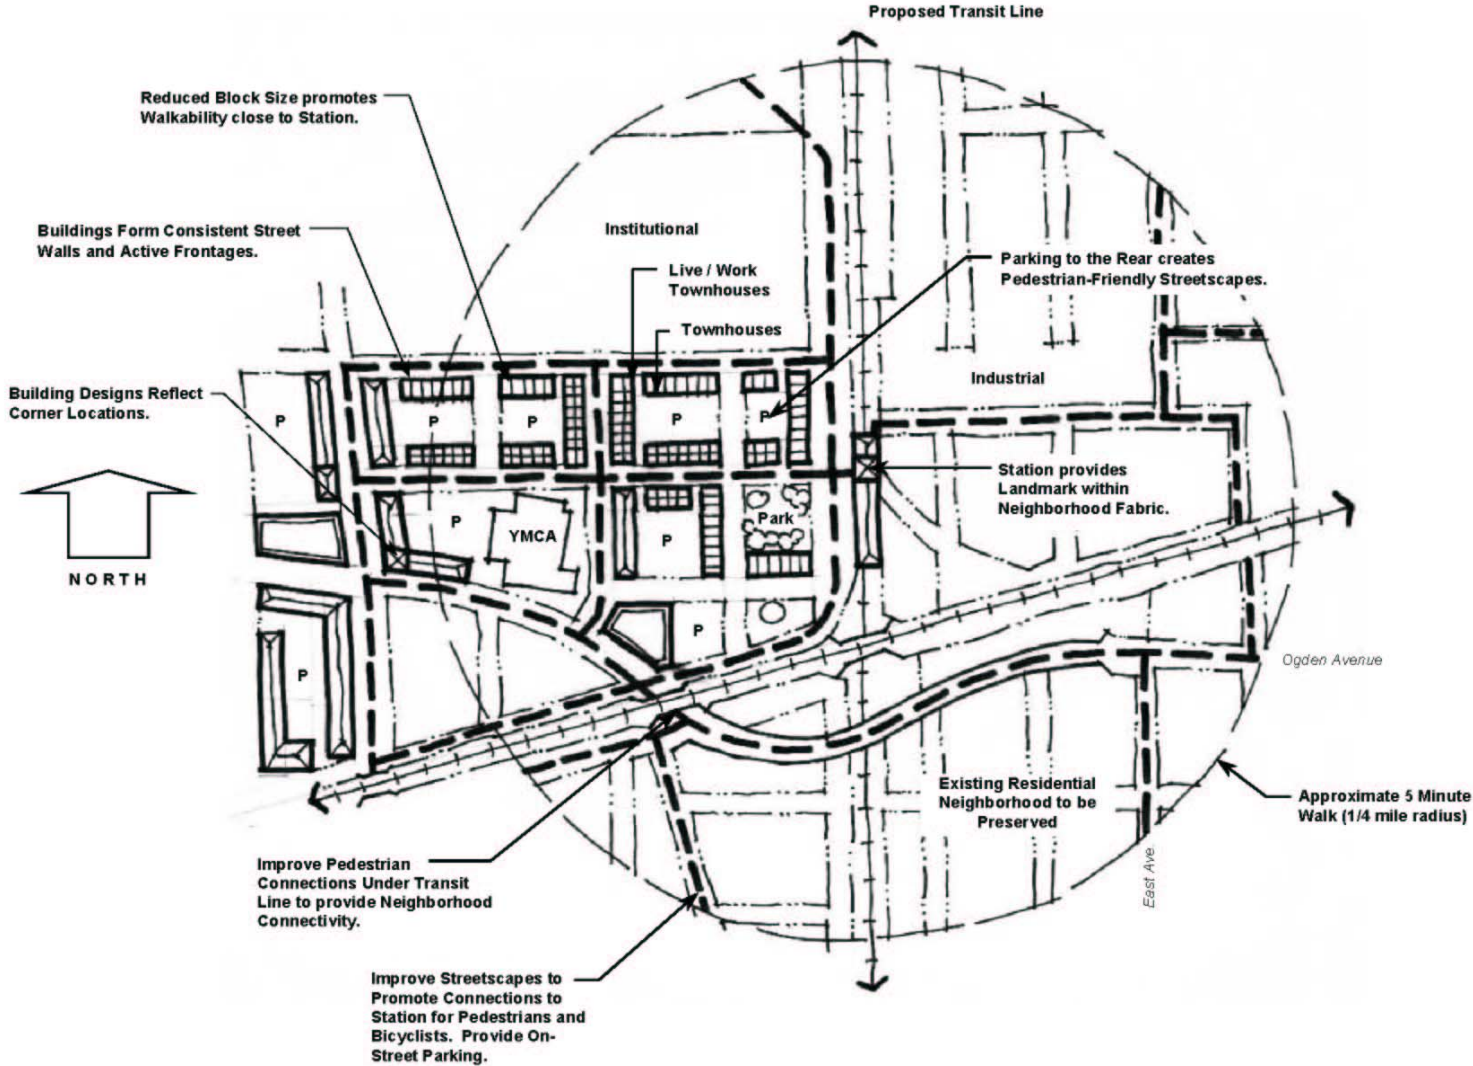 Proposed Transit Line
Reduced Block Size promotes
Walkability close to Station.
Buildings Form Consistent Street
Walls and Active Frontages.
Institutional
Live / Work
Townhouses
Parking to the Rear creates
Pedestrian-Friendly Streetscapes.
Townhouses
Industrial
Building Designs Reflect
Corner Locations.
P
P
P
P
P
Station provides
Landmark within
Neighborhood Fabric.
P
YMCA
P
Park
NORTH
P
P
Ogden Avenue
Existing Residential
Neighborhood to be
Preserved
Approximate 5 Minute
Walk (1/4 mile radius)
East Ave.
Improve Pedestrian
Connections Under Transit
Line to provide Neighborhood
Connectivity.
Improve Streetscapes to
Promote Connections to
Station for Pedestrians and
Bicyclists. Provide On-
Street Parking.